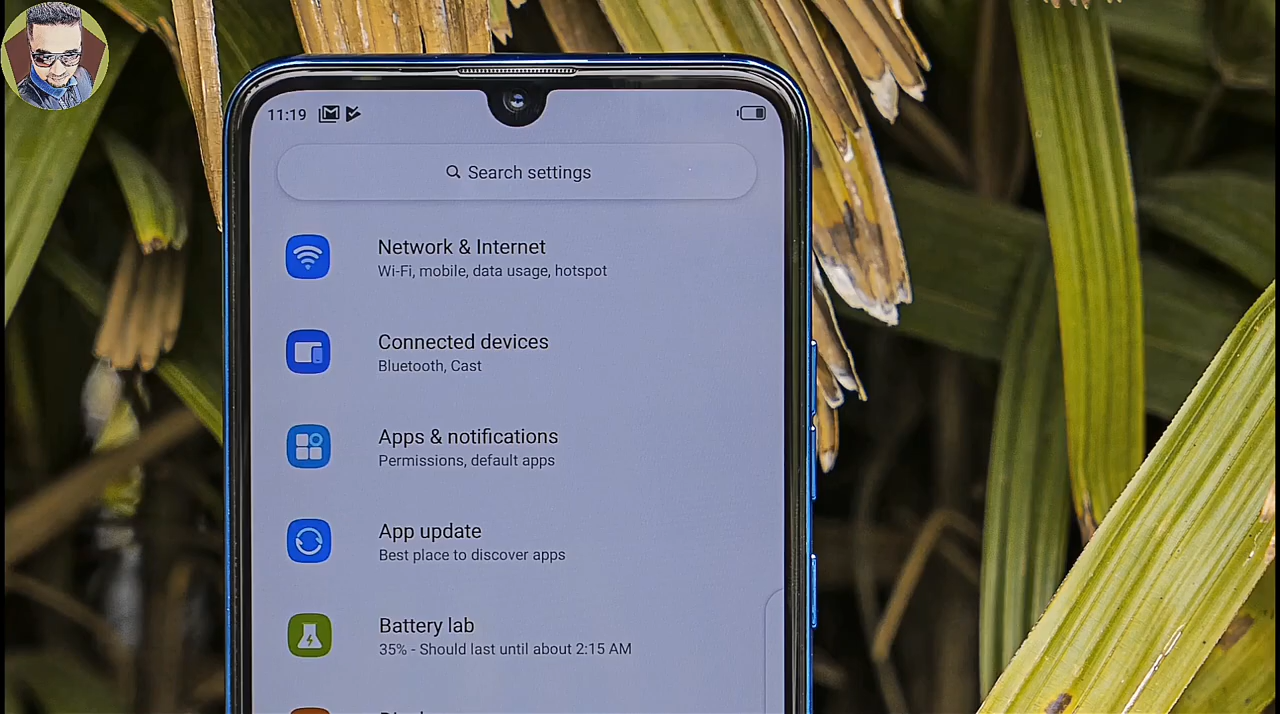 11:19
Search settings
Network & Internet
Wi-Fi, mobile, data usage, hotspot
Connected devices
Bluetooth, Cast
Apps & notifications
Permissions, default apps
App update
Best place to discover apps
Battery lab
35% - Should last until about 2:15 AM